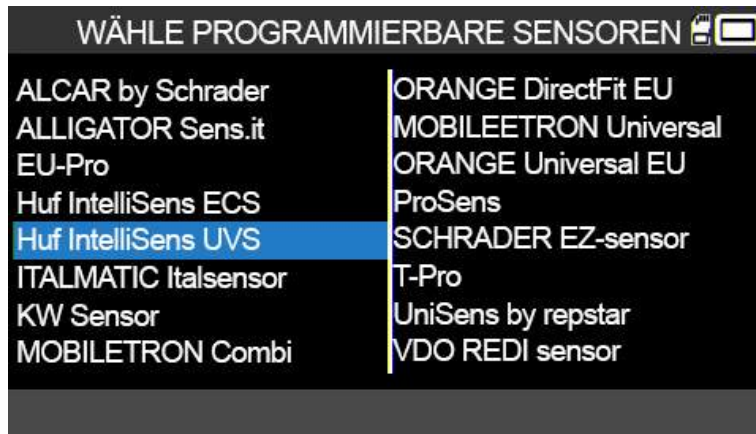 WÄHLE PROGRAMMIERBARE SENSOREN
ALCAR by Schrader
ALLIGATOR Sens.it
EU-Pro
Huf IntelliSens ECS
Huf IntelliSens UVS
ITALMATIC Italsensor
KW Sensor
MOBILETRON Combi
ORANGE DirectFit EU
MOBILEETRON Universal
ORANGE Universal EU
ProSens
SCHRADER EZ-sensor
T-Pro
UniSens by repstar
VDO REDI sensor